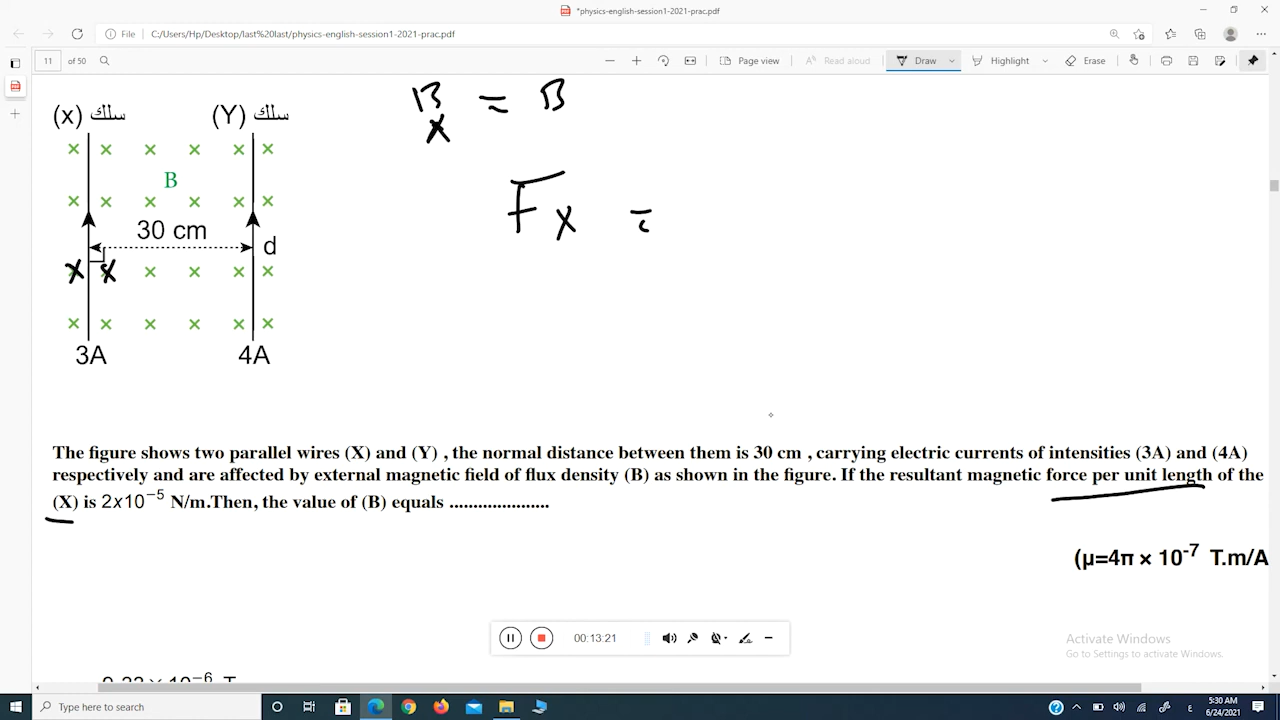 *physics-english-session1-2021-prac.pdf
File C:/Users/Hp/Desktop/last%20last/physics-english-session1-2021-prac.pdf
11 of 50 Page view Read aloud Draw Highlight Erase
سلك (x) سلك (Y)
B
30 cm
d
3A 4A
B = B
X
F X =
X X
The figure shows two parallel wires (X) and (Y) , the normal distance between them is 30 cm , carrying electric currents of intensities (3A) and (4A)
respectively and are affected by external magnetic field of flux density (B) as shown in the figure. If the resultant magnetic force per unit length of the
(X) is 2x10⁻⁵ N/m.Then, the value of (B) equals ....................
(μ=4π × 10⁻⁷ T.m/A
00:13:21
Activate Windows
Go to Settings to activate Windows.
Type here to search
5:30 AM
6/24/2021